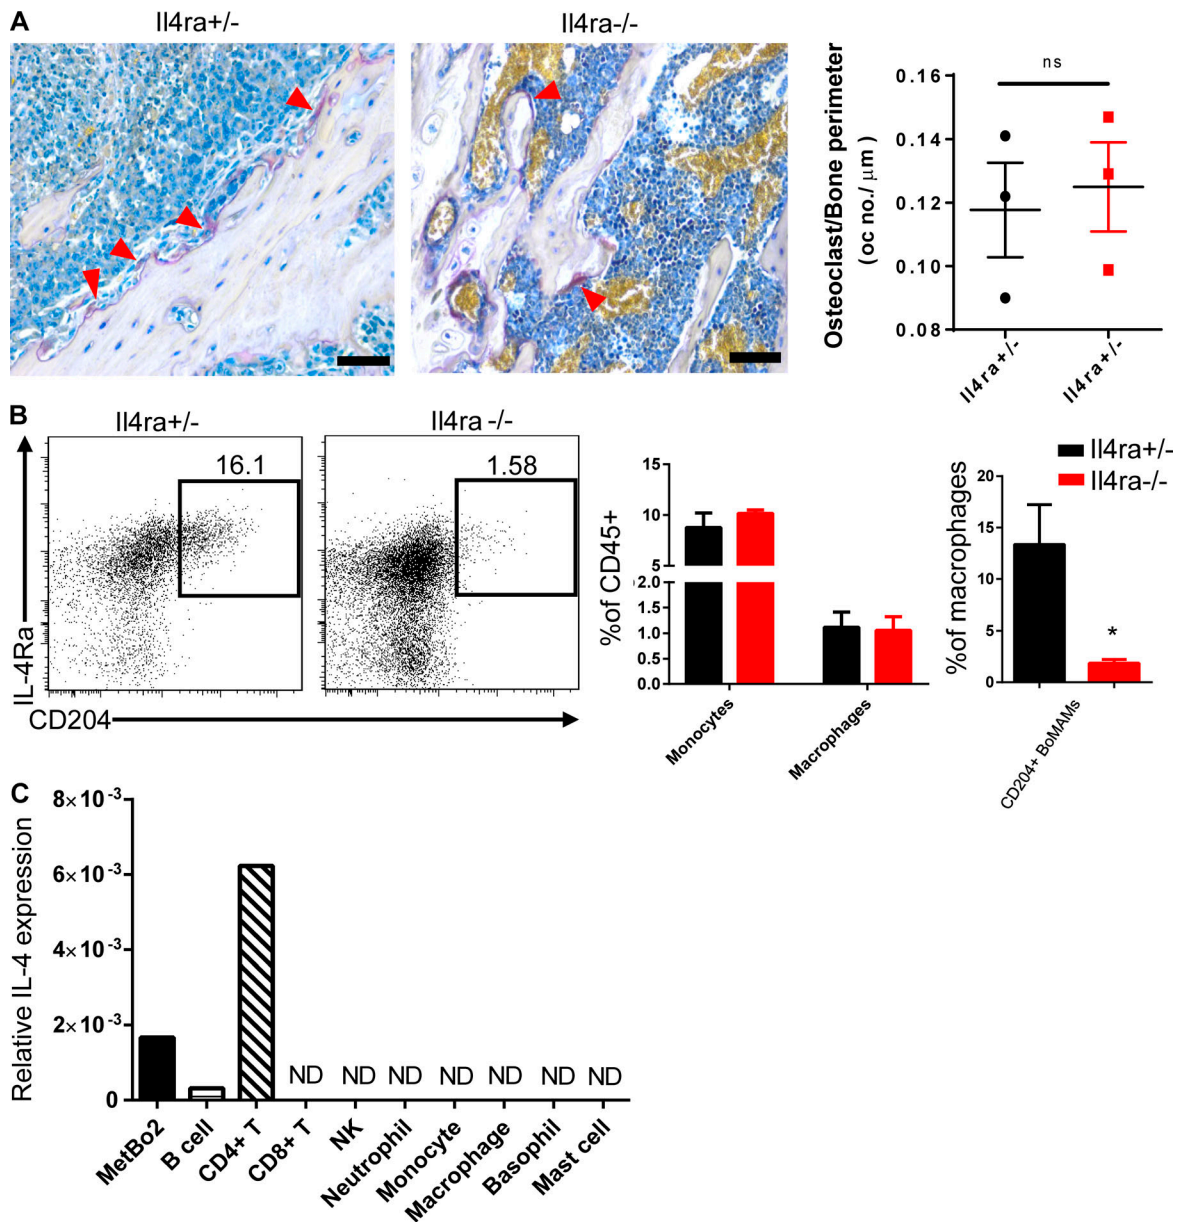 A
Il4ra+/-
Il4ra-/-
ns
0.16
0.14
0.12
0.10
0.08
Osteoclast/Bone perimeter
(oc no./ μm)
Il4ra+/-
Il4ra+/-
B
Il4ra+/-
Il4ra -/-
16.1
1.58
IL-4Ra
CD204
%of CD45+
15
10
5
2.0
1.5
1.0
0.5
0.0
Monocytes
Macrophages
Il4ra+/-
Il4ra-/-
%of macrophages
20
15
10
5
0
*
CD204+ BoMAMs
C
Relative IL-4 expression
8×10-3
6×10-3
4×10-3
2×10-3
0
ND ND ND ND ND ND ND
MetBo2
B cell
CD4+ T
CD8+ T
NK
Neutrophil
Monocyte
Macrophage
Basophil
Mast cell